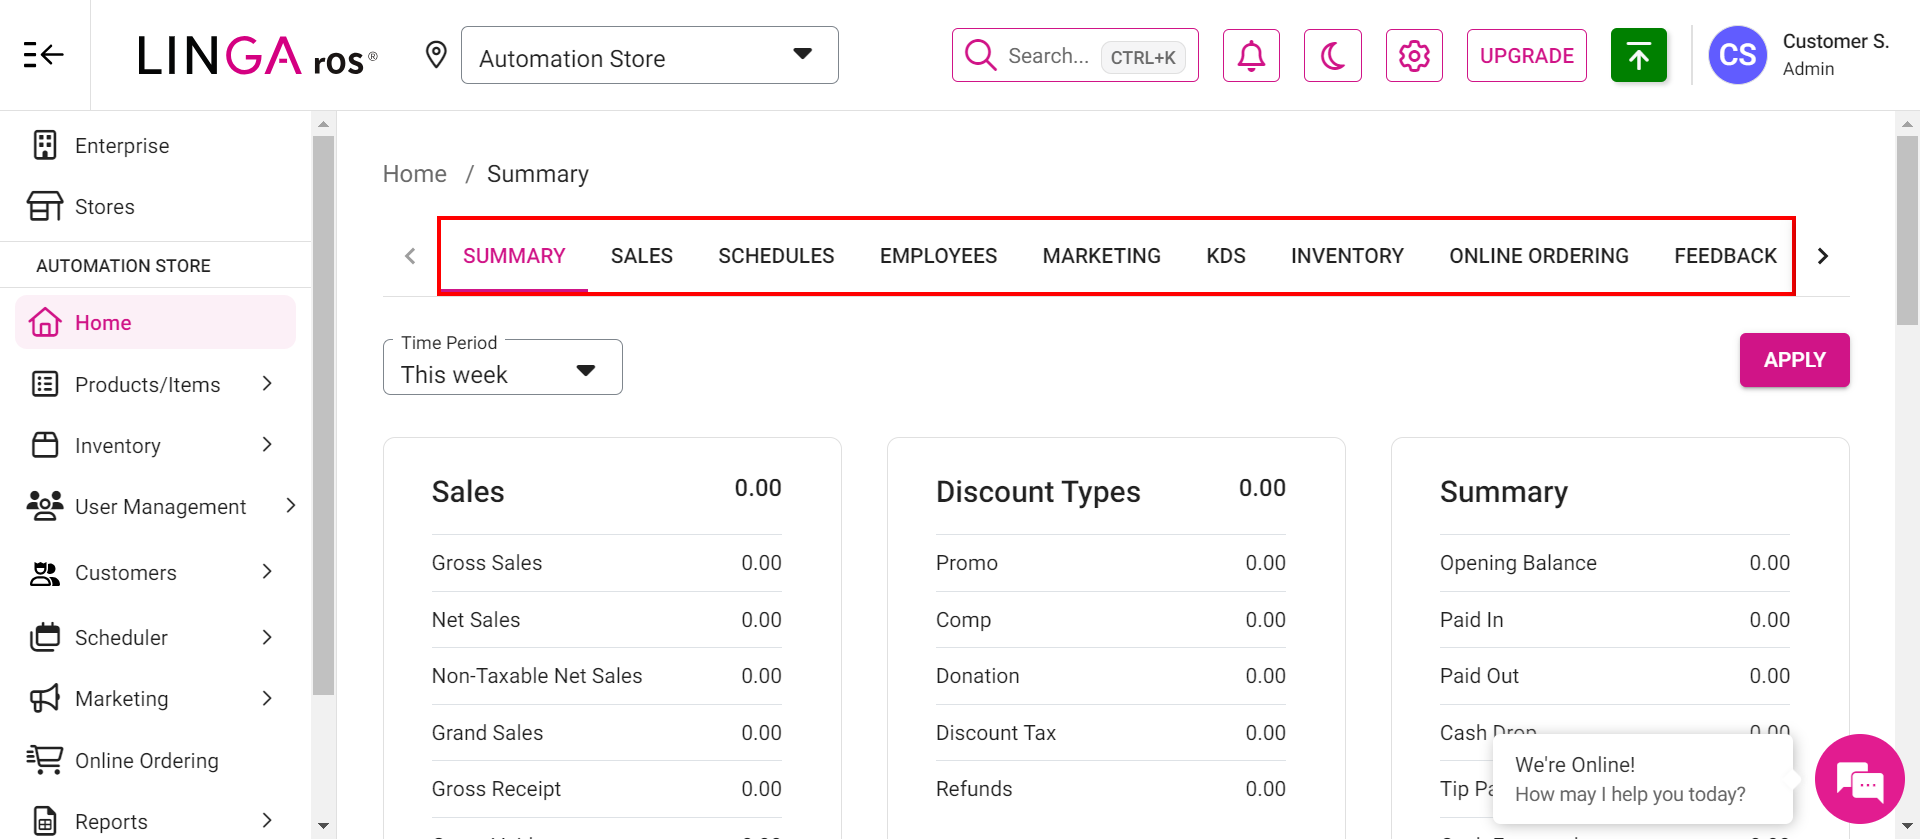 LINGA ros®
Automation Store
Search... CTRL+K
UPGRADE
CS
Customer S.
Admin
Enterprise
Stores
AUTOMATION STORE
Home
Products/Items
Inventory
User Management
Customers
Scheduler
Marketing
Online Ordering
Reports
Home / Summary
SUMMARY SALES SCHEDULES EMPLOYEES MARKETING KDS INVENTORY ONLINE ORDERING FEEDBACK
Time Period
This week
APPLY
Sales 0.00
Gross Sales 0.00
Net Sales 0.00
Non-Taxable Net Sales 0.00
Grand Sales 0.00
Gross Receipt 0.00
Discount Types 0.00
Promo 0.00
Comp 0.00
Donation 0.00
Discount Tax 0.00
Refunds 0.00
Summary
Opening Balance 0.00
Paid In 0.00
Paid Out 0.00
Cash Drop 0.00
Tip Pa
We're Online!
How may I help you today?